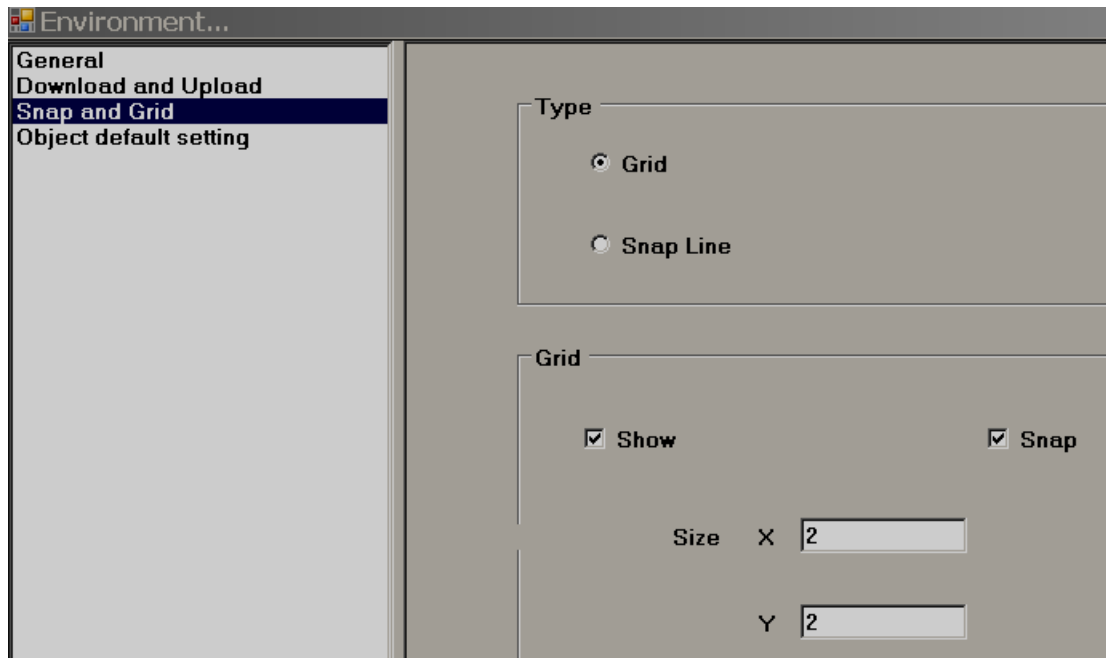 Environment...
General
Download and Upload
Snap and Grid
Object default setting
Type
Grid
Snap Line
Grid
Show Snap
Size X 2
Y 2